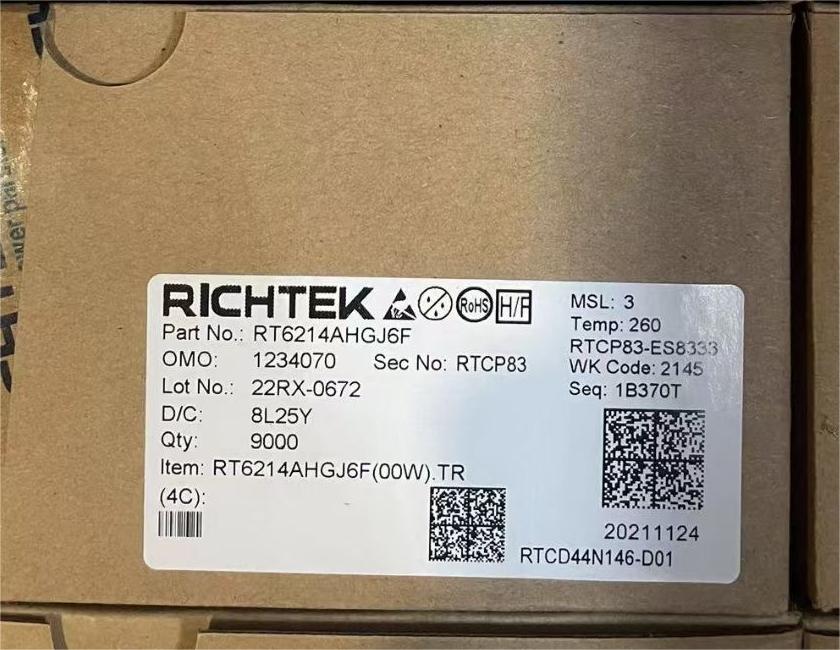 RICHTEK RoHS H/F
Part No.: RT6214AHGJ6F
OMO: 1234070 Sec No: RTCP83
Lot No.: 22RX-0672
D/C: 8L25Y
Qty: 9000
Item: RT6214AHGJ6F(00W).TR
(4C):
MSL: 3
Temp: 260
RTCP83-ES8333
WK Code: 2145
Seq: 1B370T
20211124
RTCD44N146-D01